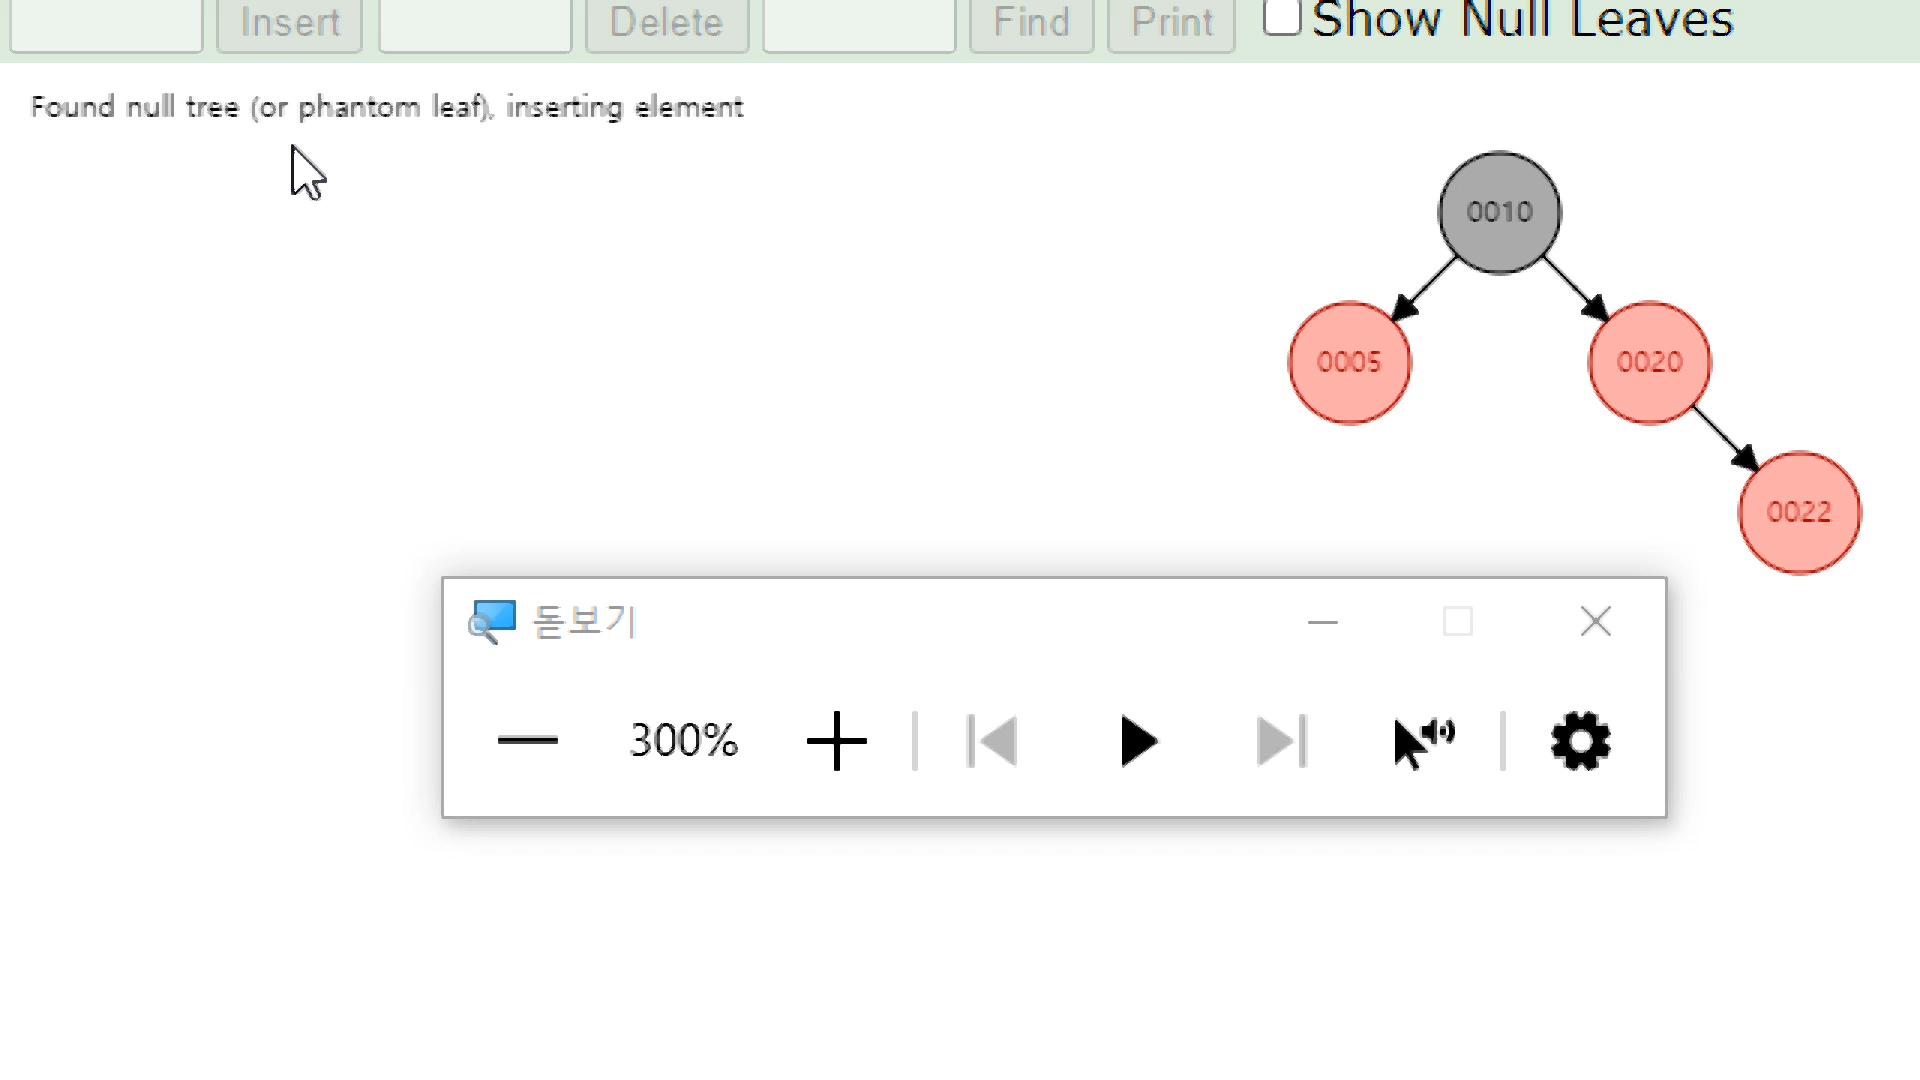 Insert Delete Find Print Show Null Leaves
Found null tree (or phantom leaf), inserting element
0010
0005 0020
0022
돋보기
300%